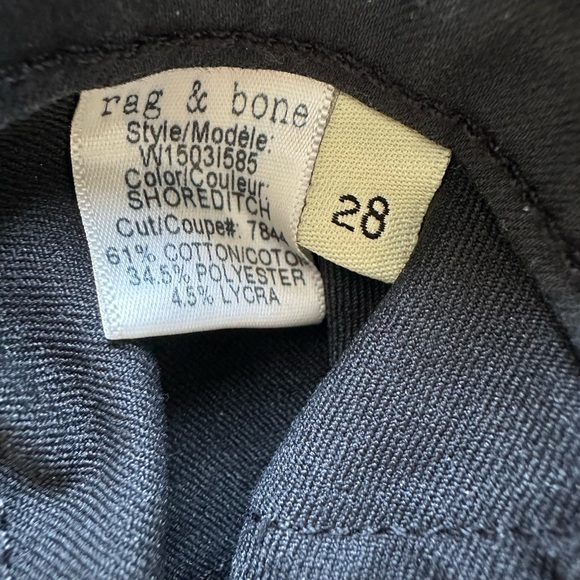 rag & bone
Style/Modèle:
W1503I585
Color/Couleur:
SHOREDITCH
Cut/Coupe#: 7844
61% COTTON/COTON
34.5% POLYESTER
4.5% LYCRA
28